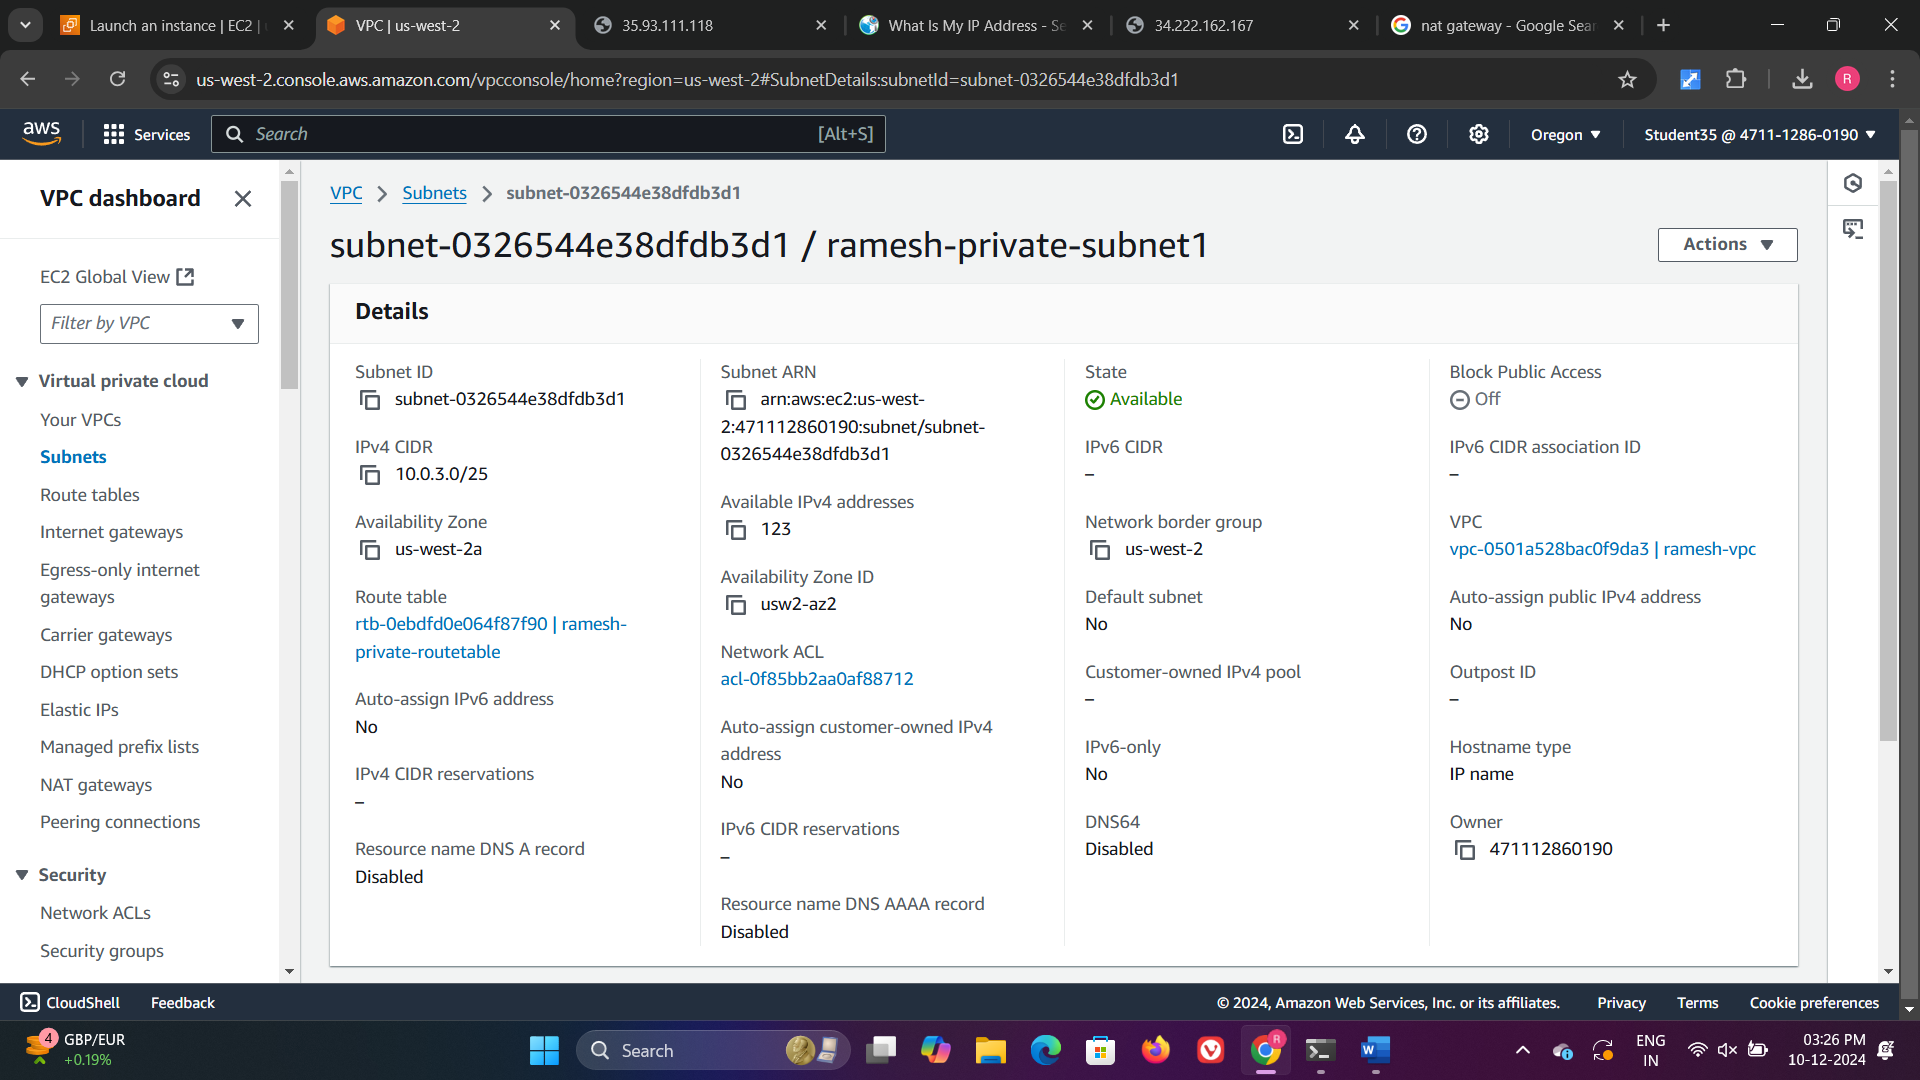 Launch an instance | EC2 |
VPC | us-west-2
35.93.111.118
What Is My IP Address - Se
34.222.162.167
nat gateway - Google Sear
us-west-2.console.aws.amazon.com/vpcconsole/home?region=us-west-2#SubnetDetails:subnetId=subnet-0326544e38dfdb3d1
R
aws
Services
Search
[Alt+S]
Oregon
Student35 @ 4711-1286-0190
VPC dashboard
EC2 Global View
Filter by VPC
Virtual private cloud
Your VPCs
Subnets
Route tables
Internet gateways
Egress-only internet
gateways
Carrier gateways
DHCP option sets
Elastic IPs
Managed prefix lists
NAT gateways
Peering connections
Security
Network ACLs
Security groups
VPC
Subnets
subnet-0326544e38dfdb3d1
subnet-0326544e38dfdb3d1 / ramesh-private-subnet1
Actions
Details
Subnet ID
subnet-0326544e38dfdb3d1
IPv4 CIDR
10.0.3.0/25
Availability Zone
us-west-2a
Route table
rtb-0ebdfd0e064f87f90 | ramesh-
private-routetable
Auto-assign IPv6 address
No
IPv4 CIDR reservations
–
Resource name DNS A record
Disabled
Subnet ARN
arn:aws:ec2:us-west-
2:471112860190:subnet/subnet-
0326544e38dfdb3d1
Available IPv4 addresses
123
Availability Zone ID
usw2-az2
Network ACL
acl-0f85bb2aa0af88712
Auto-assign customer-owned IPv4
address
No
IPv6 CIDR reservations
–
Resource name DNS AAAA record
Disabled
State
Available
IPv6 CIDR
–
Network border group
us-west-2
Default subnet
No
Customer-owned IPv4 pool
–
IPv6-only
No
DNS64
Disabled
Block Public Access
Off
IPv6 CIDR association ID
–
VPC
vpc-0501a528bac0f9da3 | ramesh-vpc
Auto-assign public IPv4 address
No
Outpost ID
–
Hostname type
IP name
Owner
471112860190
CloudShell
Feedback
© 2024, Amazon Web Services, Inc. or its affiliates.
Privacy
Terms
Cookie preferences
4
GBP/EUR
+0.19%
Search
R
ENG
IN
03:26 PM
10-12-2024